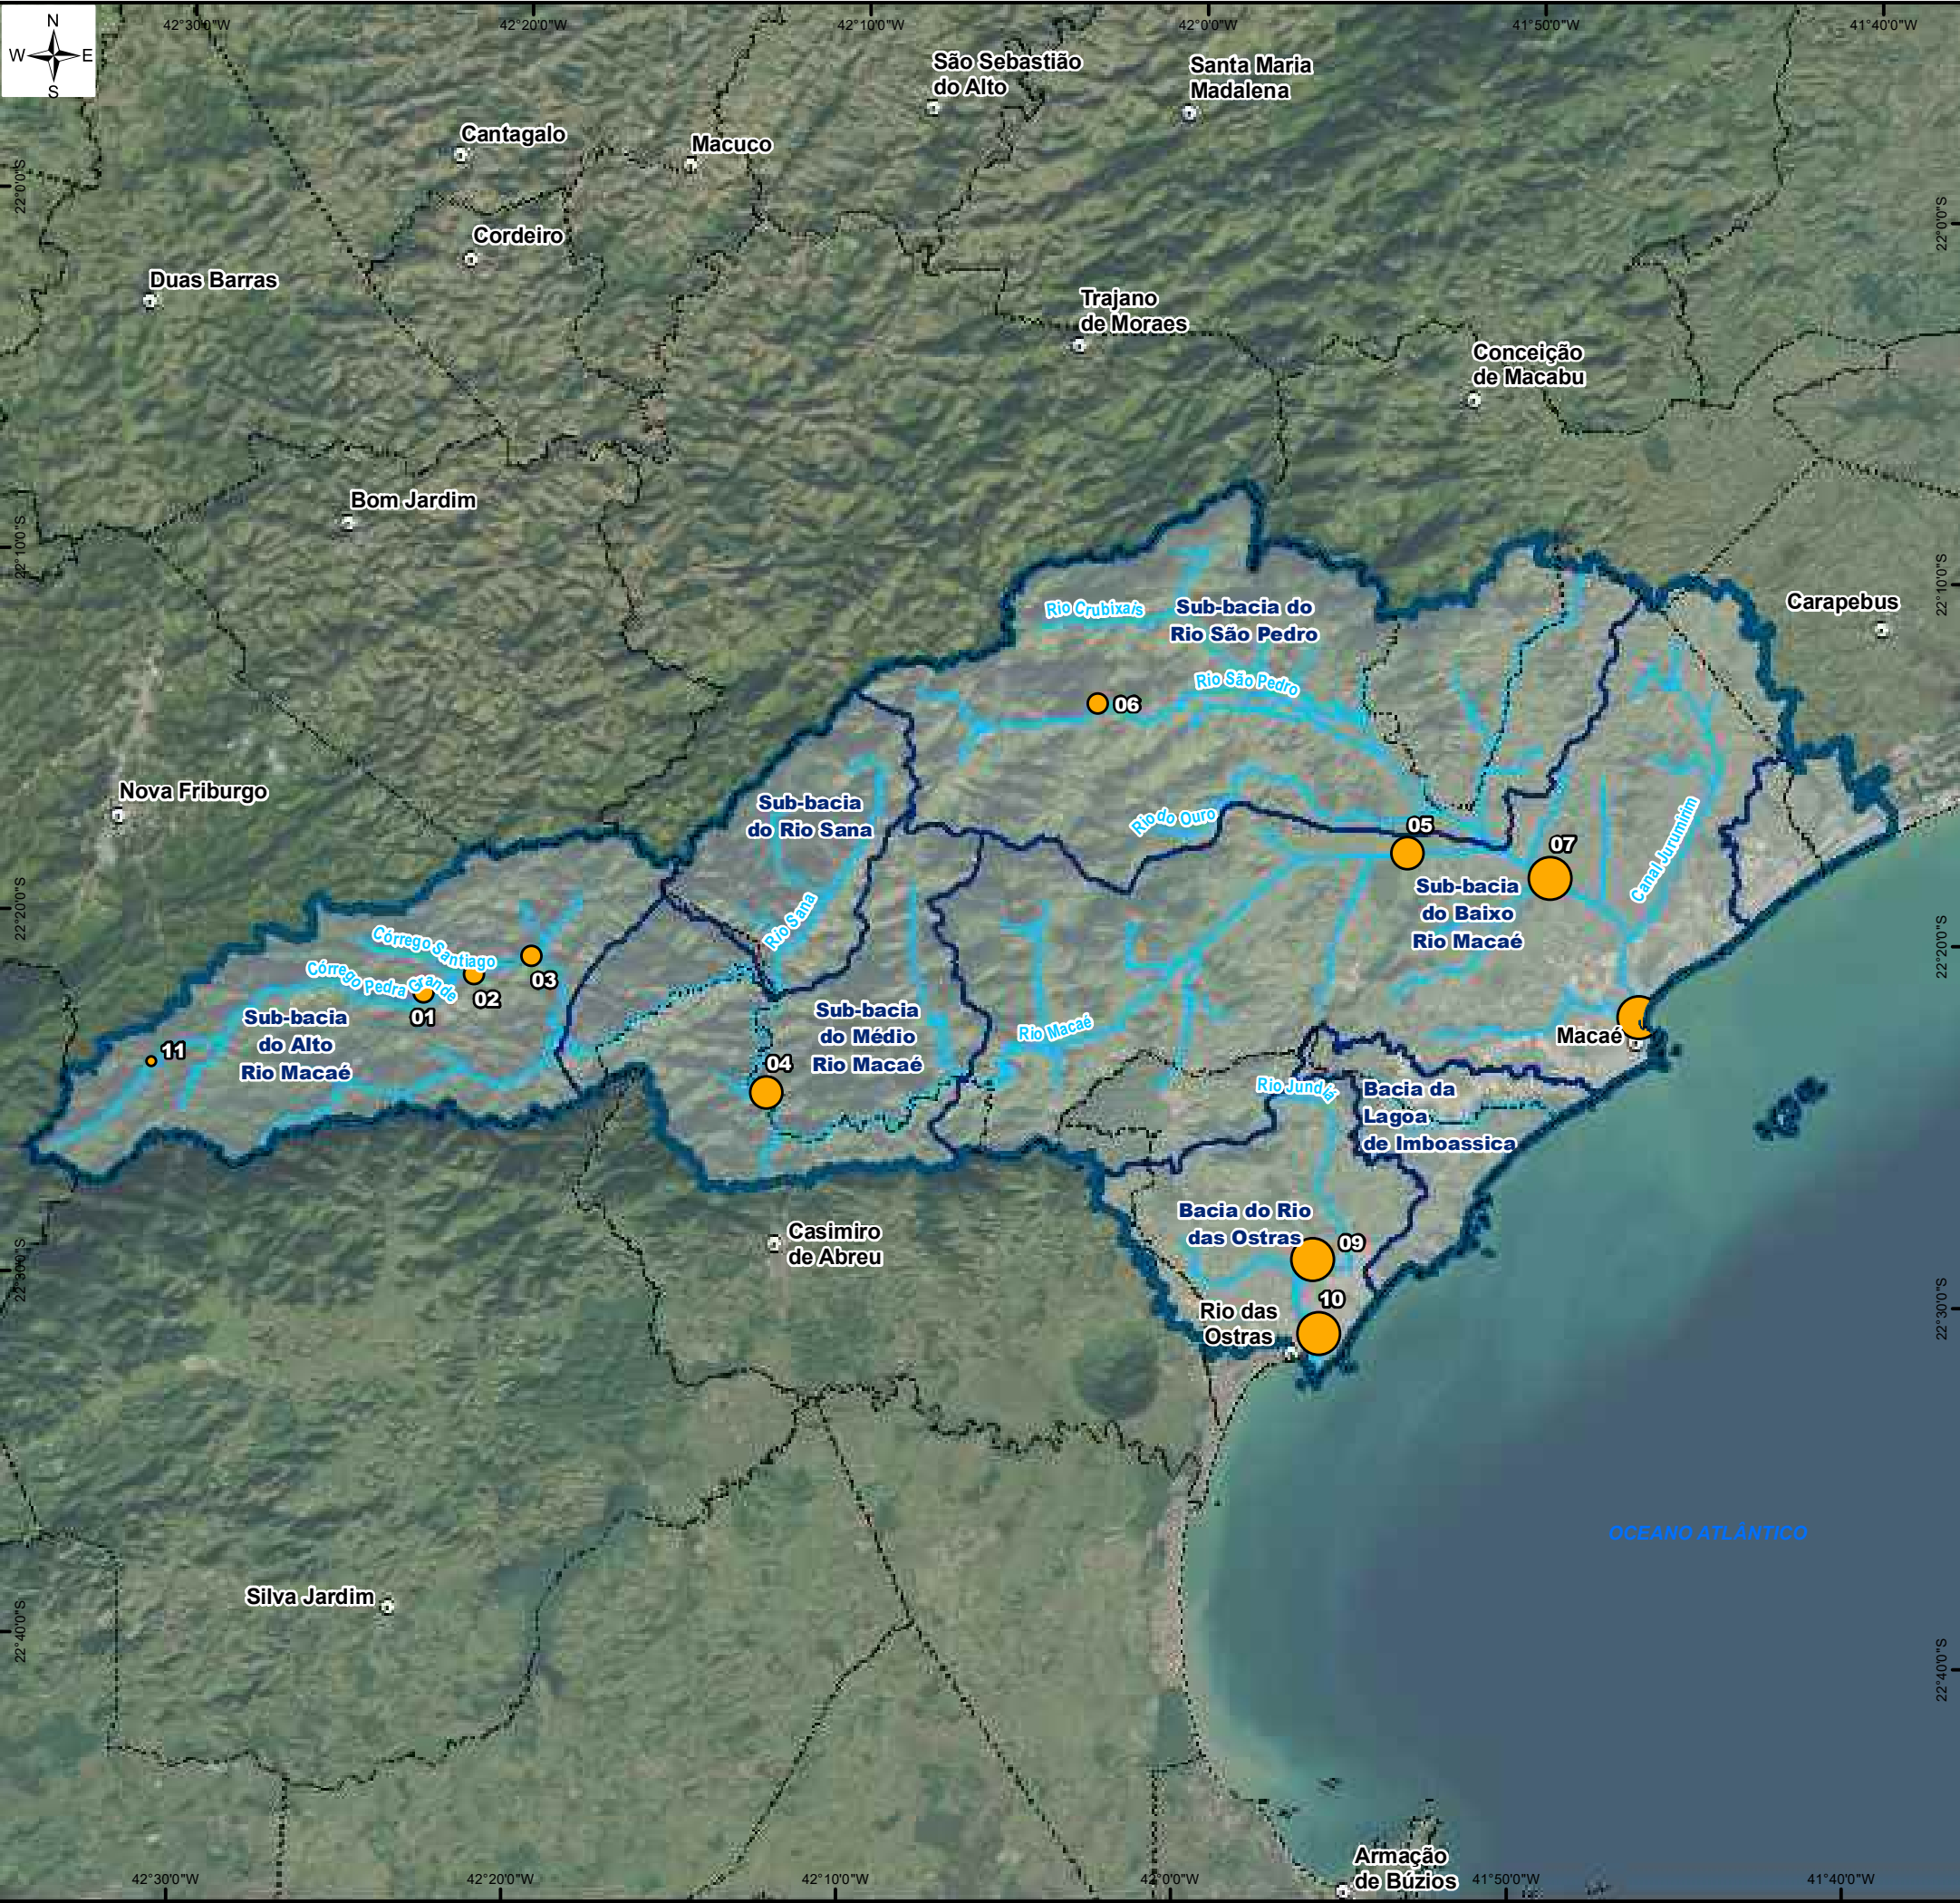 N
W E
S
42°30'0"W
42°20'0"W
42°10'0"W
42°0'0"W
41°50'0"W
41°40'0"W
São Sebastião
do Alto
Santa Maria
Madalena
Cantagalo
Macuco
22°0'0"S
22°0'0"S
Cordeiro
Duas Barras
Trajano
de Moraes
Conceição
de Macabu
Bom Jardim
22°10'0"S
22°10'0"S
Rio Crubixais
Sub-bacia do
Rio São Pedro
Carapebus
Rio São Pedro
06
Nova Friburgo
Sub-bacia
do Rio Sana
Rio do Ouro
05
07
Canal Jurumirim
Sub-bacia
do Baixo
Rio Macaé
22°20'0"S
22°20'0"S
Rio Sana
Córrego Santiago
Córrego Pedra Grande
03
02
01
Sub-bacia
do Alto
Rio Macaé
11
Sub-bacia
do Médio
Rio Macaé
Rio Macaé
Macaé
04
Rio Jundiá
Bacia da
Lagoa
de Imboassica
Bacia do Rio
das Ostras
09
Casimiro
de Abreu
22°30'0"S
22°30'0"S
10
Rio das
Ostras
OCEANO ATLÂNTICO
Silva Jardim
22°40'0"S
22°40'0"S
Armação
de Búzios
42°30'0"W
42°20'0"W
42°10'0"W
42°0'0"W
41°50'0"W
41°40'0"W